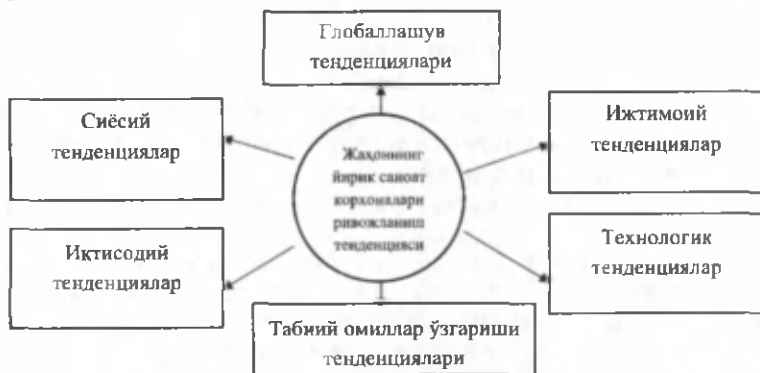 Глобаллашув
тенденциялари
Сиёсий
тенденциялар
Ижтимоий
тенденциялар
Жаҳоннинг
йирик саноат
корхоналари
ривожланиш
тенденцияси
Иқтисодий
тенденциялар
Технологик
тенденциялар
Табиий омиллар ўзгариши
тенденциялари